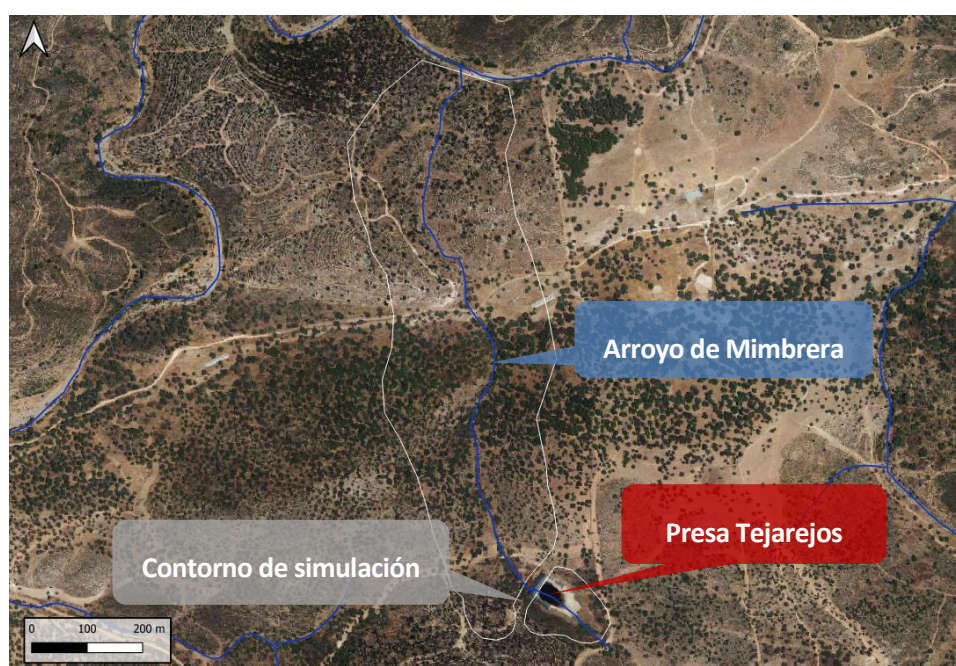 Arroyo de Mimbrera
Presa Tejarejos
Contorno de simulación
0 100 200 m